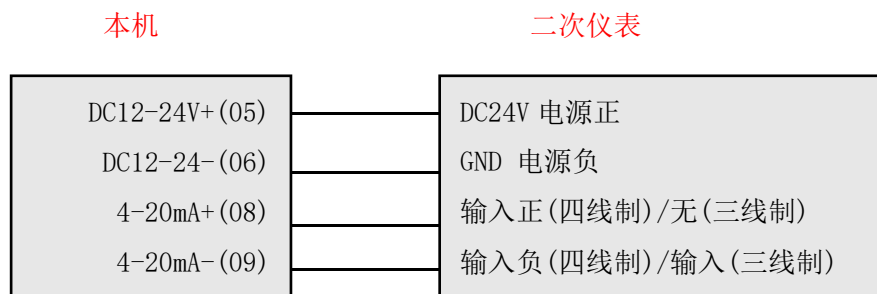 本机 二次仪表
DC12-24V+(05) DC24V 电源正
DC12-24-(06) GND 电源负
4-20mA+(08) 输入正(四线制)/无(三线制)
4-20mA-(09) 输入负(四线制)/输入(三线制)